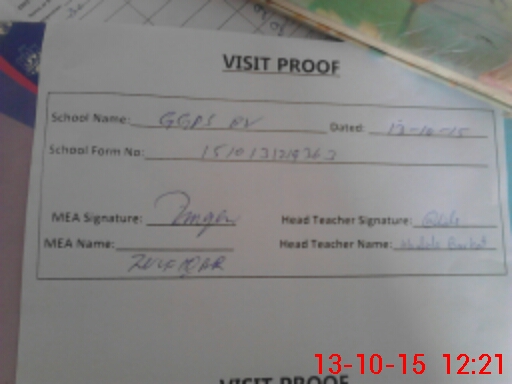 VISIT PROOF
School Name: GGPS Dated: 13-10-15
School Form No:
MEA Signature: Head Teacher Signature:
MEA Name: Head Teacher Name:
ZULFIQAR
13-10-15 12:21
VISIT PROOF